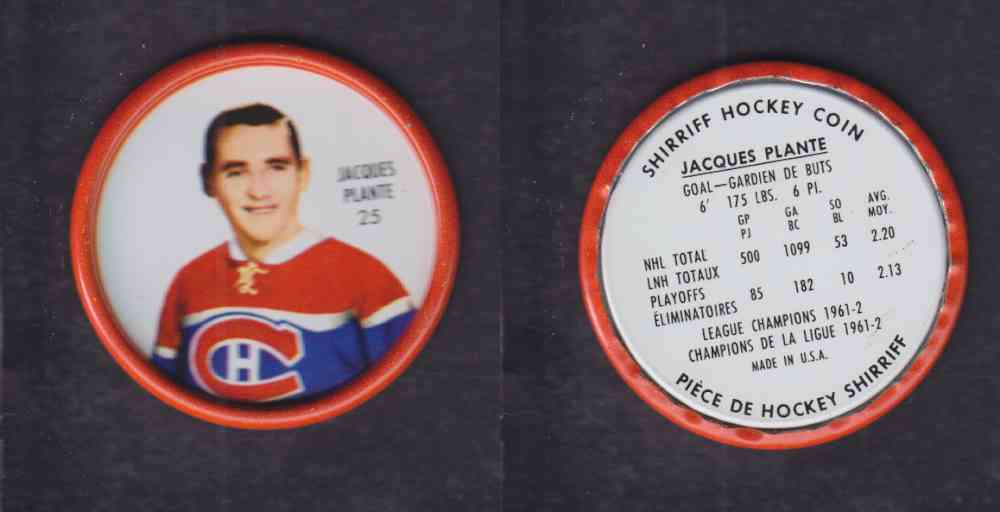 JACQUES
PLANTE
25
CH
SHIRRIFF HOCKEY COIN
JACQUES PLANTE
GOAL—GARDIEN DE BUTS
6' 175 LBS. 6 PI.
GP GA SO AVG.
PJ BC BL MOY.
NHL TOTAL
LNH TOTAUX 500 1099 53 2.20
PLAYOFFS
ÉLIMINATOIRES 85 182 10 2.13
LEAGUE CHAMPIONS 1961-2
CHAMPIONS DE LA LIGUE 1961-2
MADE IN U.S.A.
PIÈCE DE HOCKEY SHIRRIFF